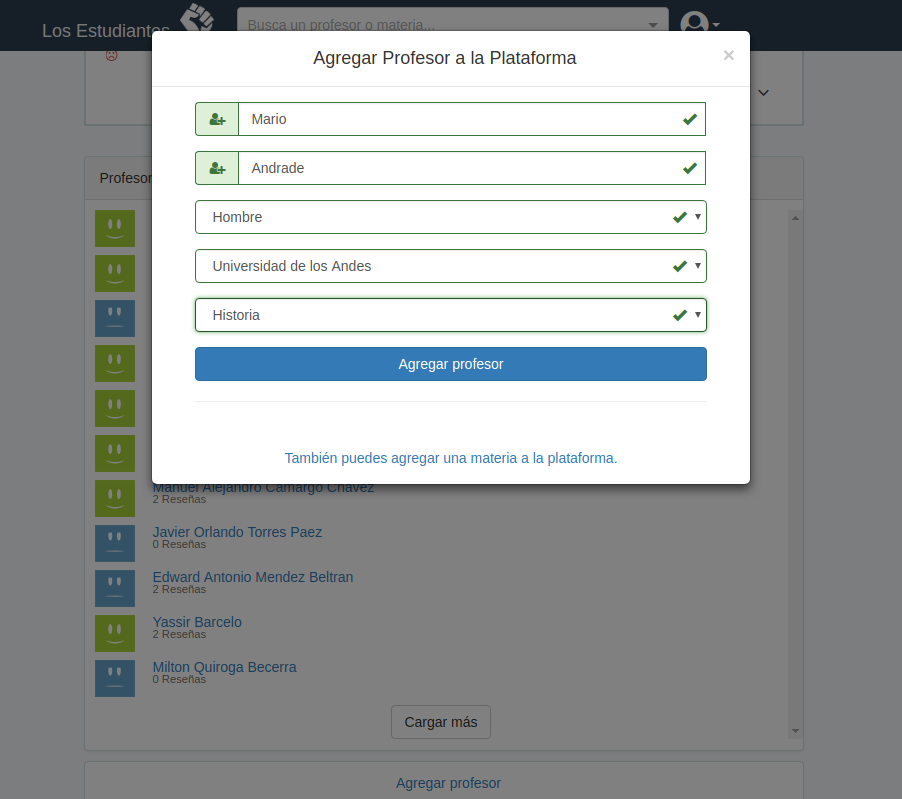 Los Estudiantes
Busca un profesor o materia...
Agregar Profesor a la Plataforma
×
Mario
Andrade
Hombre
Universidad de los Andes
Historia
Agregar profesor
También puedes agregar una materia a la plataforma.
Profesor
Manuel Alejandro Camargo Chavez
2 Reseñas
Javier Orlando Torres Paez
0 Reseñas
Edward Antonio Mendez Beltran
2 Reseñas
Yassir Barcelo
2 Reseñas
Milton Quiroga Becerra
0 Reseñas
Cargar más
Agregar profesor